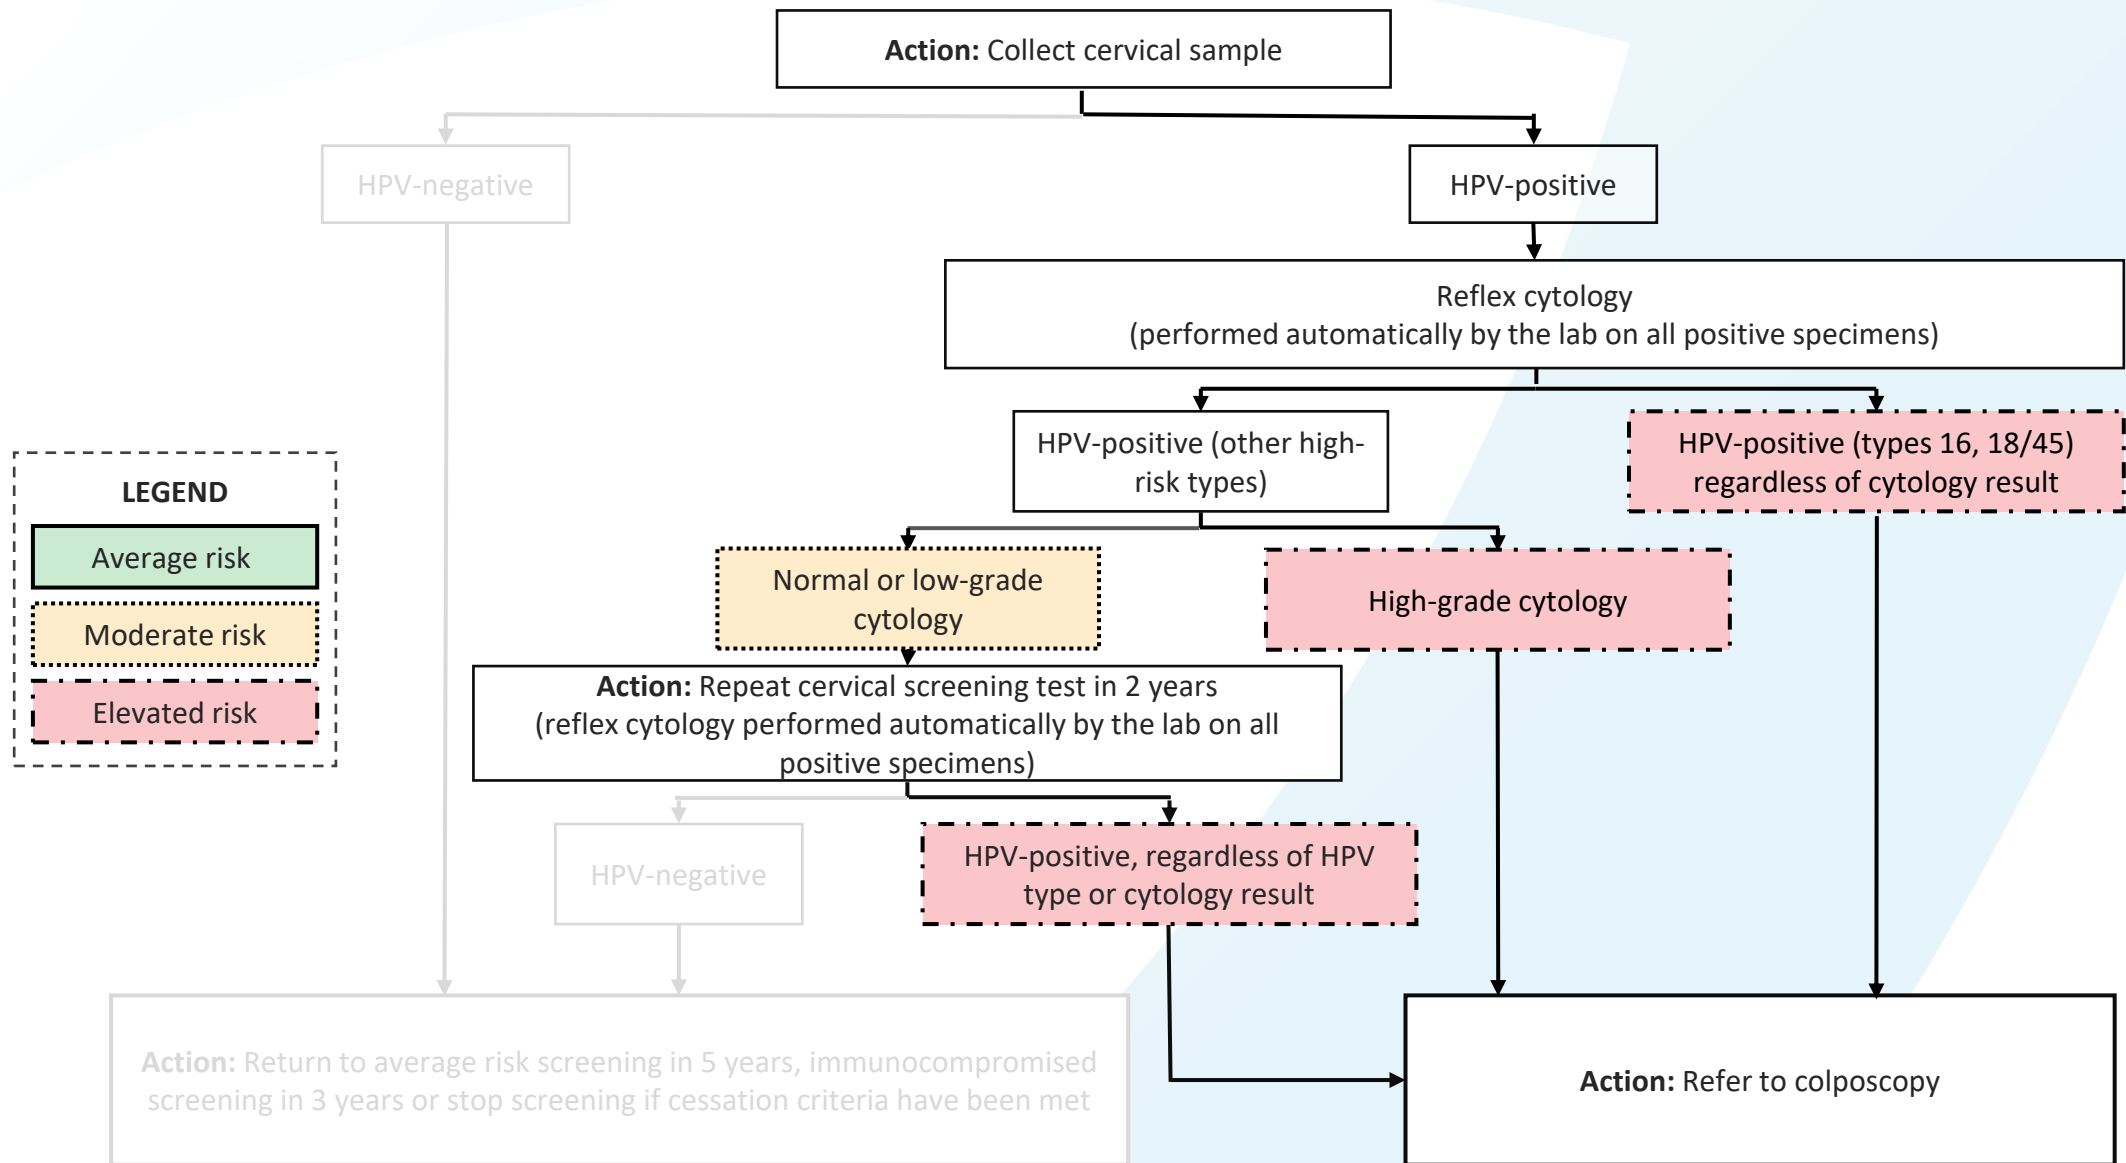 Action: Collect cervical sample
HPV-negative
HPV-positive
Reflex cytology
(performed automatically by the lab on all positive specimens)
HPV-positive (other high-
risk types)
HPV-positive (types 16, 18/45)
regardless of cytology result
LEGEND
Average risk
Moderate risk
Elevated risk
Normal or low-grade
cytology
High-grade cytology
Action: Repeat cervical screening test in 2 years
(reflex cytology performed automatically by the lab on all
positive specimens)
HPV-negative
HPV-positive, regardless of HPV
type or cytology result
Action: Return to average risk screening in 5 years, immunocompromised
screening in 3 years or stop screening if cessation criteria have been met
Action: Refer to colposcopy